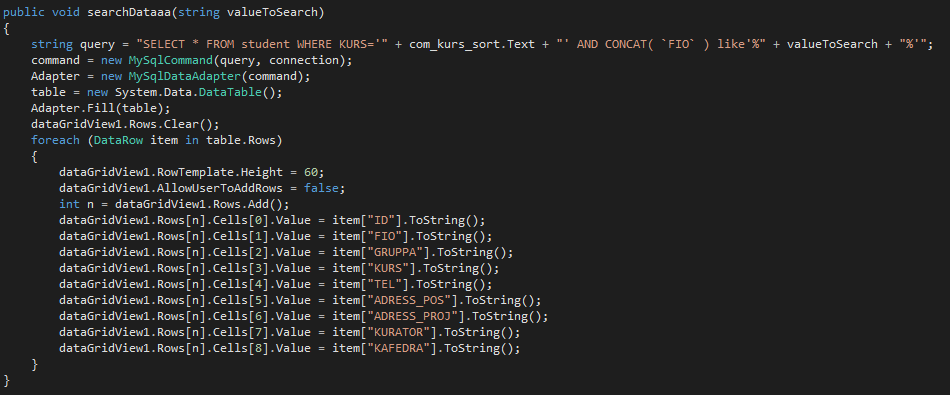 public void searchDataaa(string valueToSearch)
{
string query = "SELECT * FROM student WHERE KURS='" + com_kurs_sort.Text + "' AND CONCAT( `FIO` ) like'%" + valueToSearch + "%'";
command = new MySqlCommand(query, connection);
Adapter = new MySqlDataAdapter(command);
table = new System.Data.DataTable();
Adapter.Fill(table);
dataGridView1.Rows.Clear();
foreach (DataRow item in table.Rows)
{
dataGridView1.RowTemplate.Height = 60;
dataGridView1.AllowUserToAddRows = false;
int n = dataGridView1.Rows.Add();
dataGridView1.Rows[n].Cells[0].Value = item["ID"].ToString();
dataGridView1.Rows[n].Cells[1].Value = item["FIO"].ToString();
dataGridView1.Rows[n].Cells[2].Value = item["GRUPPA"].ToString();
dataGridView1.Rows[n].Cells[3].Value = item["KURS"].ToString();
dataGridView1.Rows[n].Cells[4].Value = item["TEL"].ToString();
dataGridView1.Rows[n].Cells[5].Value = item["ADRESS_POS"].ToString();
dataGridView1.Rows[n].Cells[6].Value = item["ADRESS_PROJ"].ToString();
dataGridView1.Rows[n].Cells[7].Value = item["KURATOR"].ToString();
dataGridView1.Rows[n].Cells[8].Value = item["KAFEDRA"].ToString();
}
}